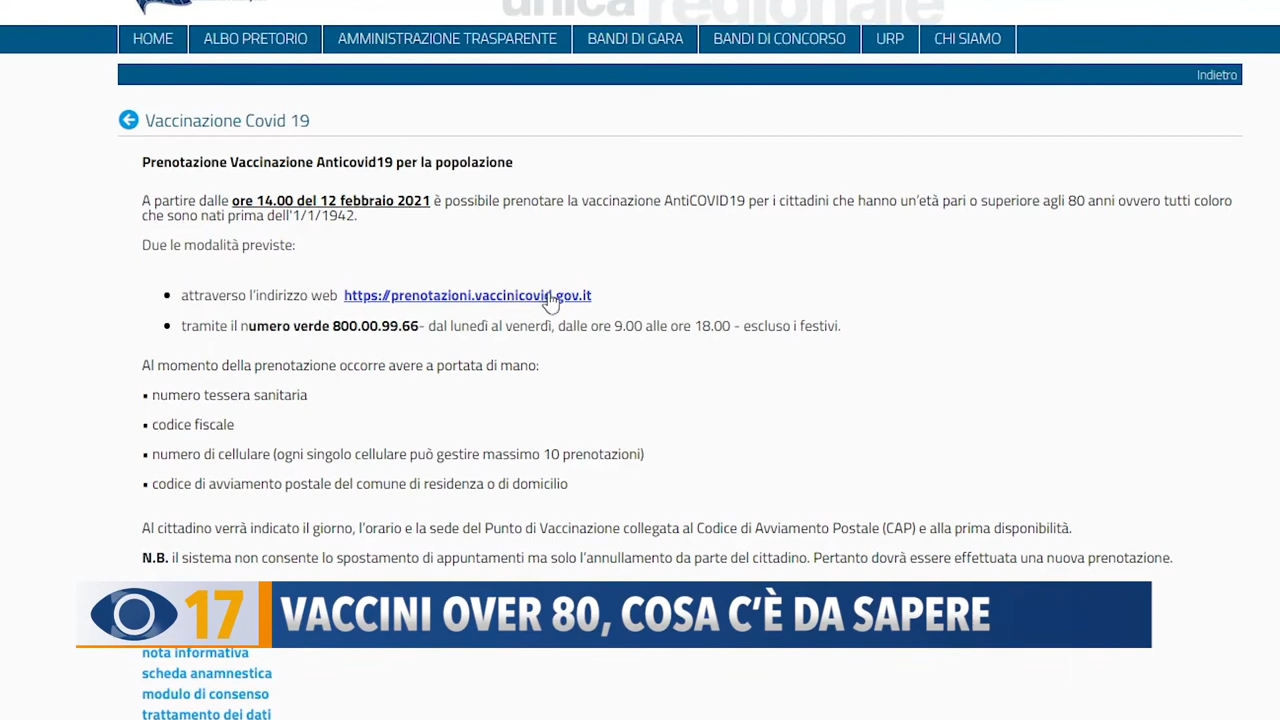 unica regionale
HOME ALBO PRETORIO AMMINISTRAZIONE TRASPARENTE BANDI DI GARA BANDI DI CONCORSO URP CHI SIAMO
Indietro
Vaccinazione Covid 19
Prenotazione Vaccinazione Anticovid19 per la popolazione
A partire dalle ore 14.00 del 12 febbraio 2021 è possibile prenotare la vaccinazione AntiCOVID19 per i cittadini che hanno un'età pari o superiore agli 80 anni ovvero tutti coloro
che sono nati prima dell'1/1/1942.
Due le modalità previste:
• attraverso l'indirizzo web https://prenotazioni.vaccinicovid.gov.it
• tramite il numero verde 800.00.99.66- dal lunedì al venerdì, dalle ore 9.00 alle ore 18.00 - escluso i festivi.
Al momento della prenotazione occorre avere a portata di mano:
▪ numero tessera sanitaria
▪ codice fiscale
▪ numero di cellulare (ogni singolo cellulare può gestire massimo 10 prenotazioni)
▪ codice di avviamento postale del comune di residenza o di domicilio
Al cittadino verrà indicato il giorno, l'orario e la sede del Punto di Vaccinazione collegata al Codice di Avviamento Postale (CAP) e alla prima disponibilità.
N.B. il sistema non consente lo spostamento di appuntamenti ma solo l'annullamento da parte del cittadino. Pertanto dovrà essere effettuata una nuova prenotazione.
17 VACCINI OVER 80, COSA C'È DA SAPERE
nota informativa
scheda anamnestica
modulo di consenso
trattamento dei dati